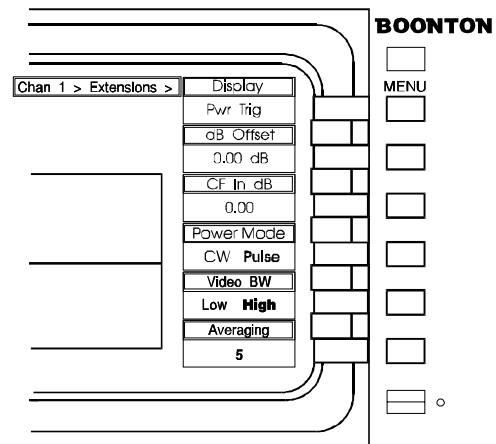 BOONTON
MENU
Chan 1 > Extensions >
Display
Pwr Trig
dB Offset
0.00 dB
CF In dB
0.00
Power Mode
CW Pulse
Video BW
Low High
Averaging
5